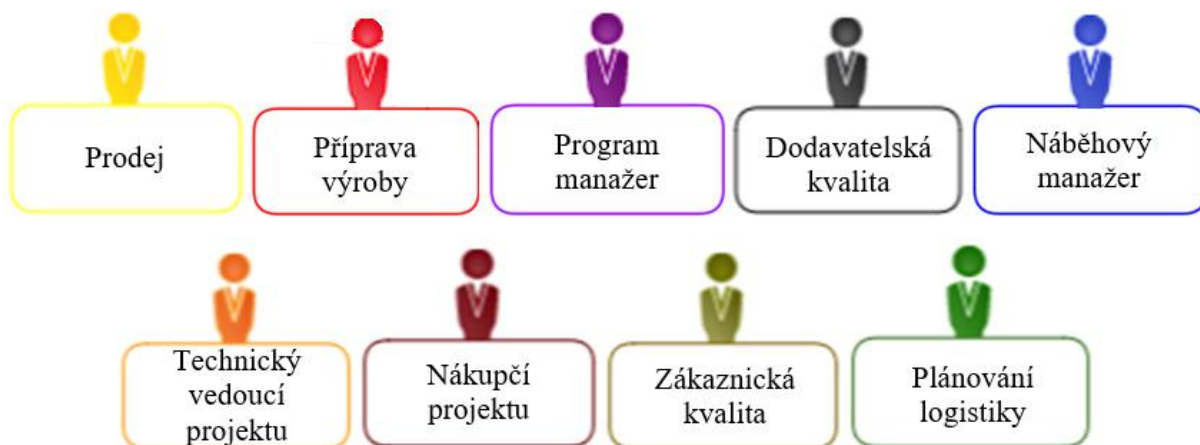 Prodej
Příprava
výroby
Program
manažer
Dodavatelská
kvalita
Náběhový
manažer
Technický
vedoucí
projektu
Nákupčí
projektu
Zákaznická
kvalita
Plánování
logistiky